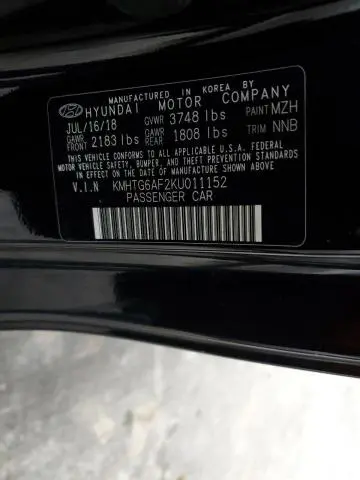 MANUFACTURED IN KOREA BY
HYUNDAI MOTOR COMPANY
JUL/16/18 GVWR 3748 lbs PAINT MZH
GAWR FRONT 2183 lbs GAWR REAR 1808 lbs TRIM NNB
THIS VEHICLE CONFORMS TO ALL APPLICABLE U.S.A. FEDERAL
MOTOR VEHICLE SAFETY, BUMPER, AND THEFT PREVENTION
STANDARDS IN EFFECT ON THE DATE OF MANUFACTURE SHOWN ABOVE.
V.I.N KMHTG6AF2KU011152
PASSENGER CAR